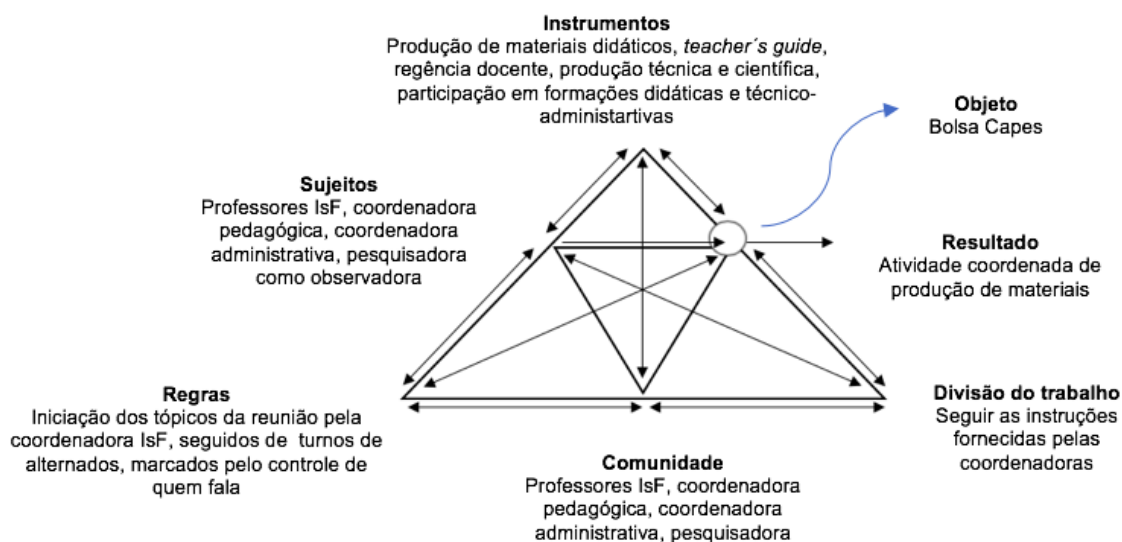 Instrumentos
Produção de materiais didáticos, teacher´s guide,
regência docente, produção técnica e científica,
participação em formações didáticas e técnico-
administartivas
Objeto
Bolsa Capes
Sujeitos
Professores IsF, coordenadora
pedagógica, coordenadora
administrativa, pesquisadora
como observadora
Resultado
Atividade coordenada de
produção de materiais
Regras
Iniciação dos tópicos da reunião pela
coordenadora IsF, seguidos de turnos de
alternados, marcados pelo controle de
quem fala
Comunidade
Professores IsF, coordenadora
pedagógica, coordenadora
administrativa, pesquisadora
Divisão do trabalho
Seguir as instruções
fornecidas pelas
coordenadoras